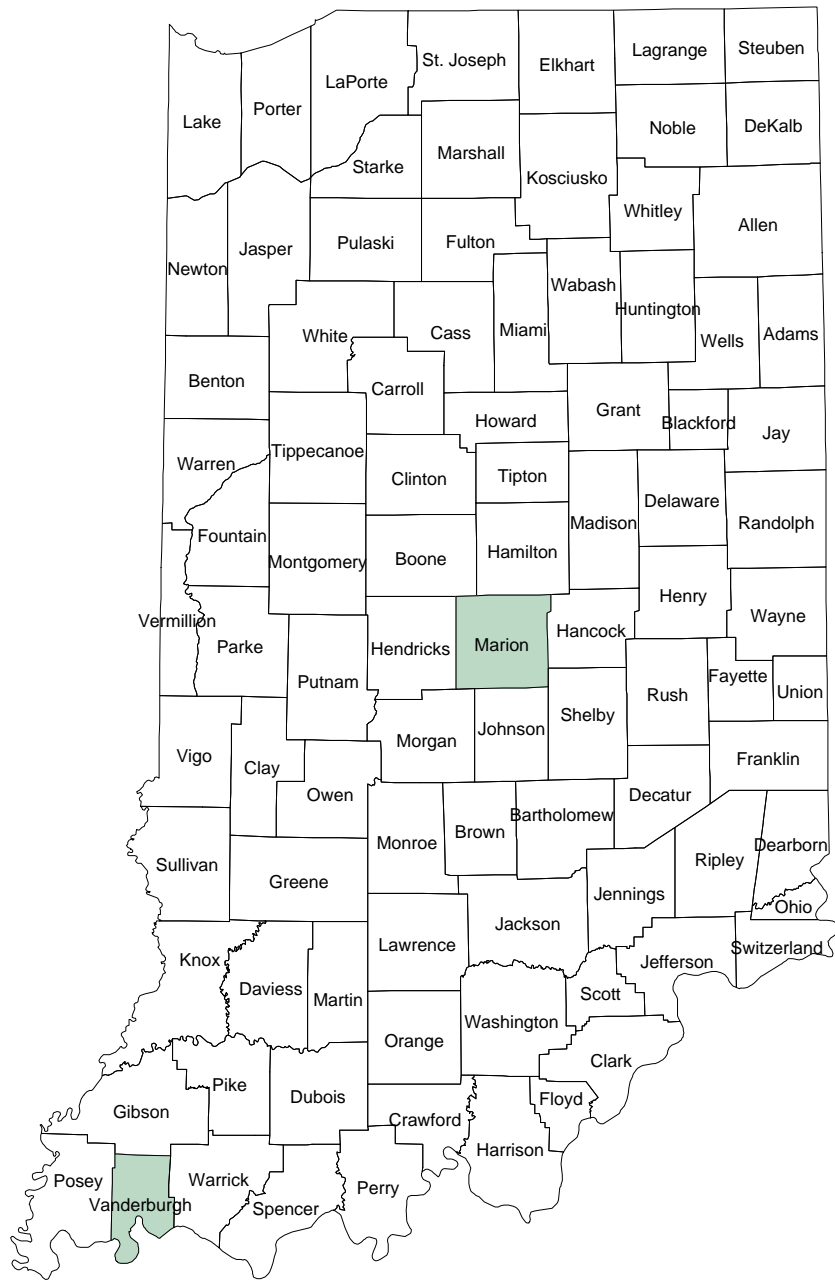 St. Joseph
Lagrange
Steuben
Elkhart
LaPorte
Porter
Lake
Noble
DeKalb
Marshall
Starke
Kosciusko
Whitley
Allen
Jasper
Pulaski
Fulton
Newton
Wabash
Huntington
White
Cass
Miami
Wells
Adams
Benton
Carroll
Grant
Howard
Blackford
Jay
Tippecanoe
Warren
Clinton
Tipton
Delaware
Madison
Randolph
Fountain
Montgomery
Boone
Hamilton
Henry
Vermillion
Wayne
Parke
Hendricks
Marion
Hancock
Putnam
Fayette
Union
Rush
Shelby
Johnson
Morgan
Vigo
Clay
Franklin
Owen
Decatur
Bartholomew
Brown
Monroe
Dearborn
Sullivan
Ripley
Greene
Jennings
Ohio
Jackson
Lawrence
Switzerland
Knox
Jefferson
Daviess
Martin
Scott
Washington
Orange
Clark
Pike
Dubois
Floyd
Gibson
Crawford
Harrison
Posey
Warrick
Perry
Vanderburgh
Spencer